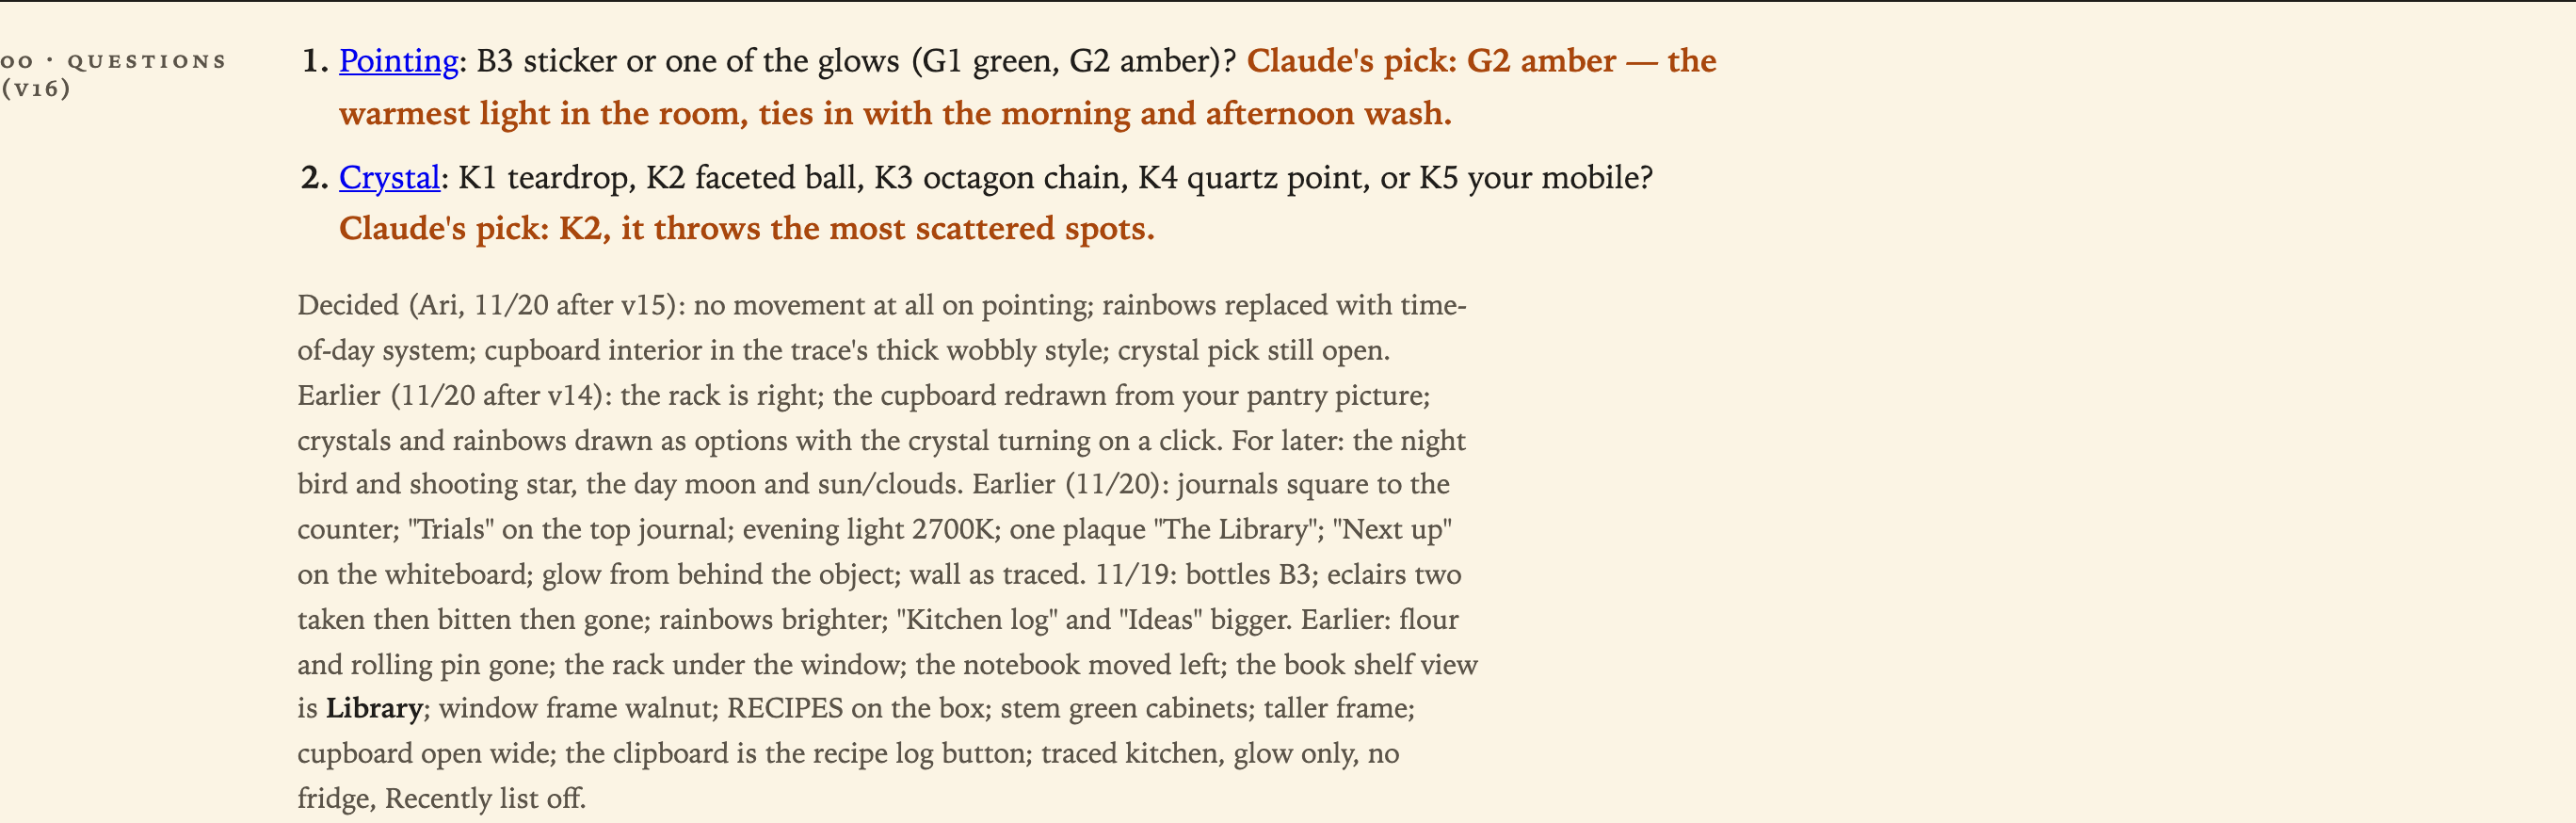 00 · QUESTIONS
(V16)
1. Pointing: B3 sticker or one of the glows (G1 green, G2 amber)? Claude's pick: G2 amber — the
warmest light in the room, ties in with the morning and afternoon wash.
2. Crystal: K1 teardrop, K2 faceted ball, K3 octagon chain, K4 quartz point, or K5 your mobile?
Claude's pick: K2, it throws the most scattered spots.
Decided (Ari, 11/20 after v15): no movement at all on pointing; rainbows replaced with time-
of-day system; cupboard interior in the trace's thick wobbly style; crystal pick still open.
Earlier (11/20 after v14): the rack is right; the cupboard redrawn from your pantry picture;
crystals and rainbows drawn as options with the crystal turning on a click. For later: the night
bird and shooting star, the day moon and sun/clouds. Earlier (11/20): journals square to the
counter; "Trials" on the top journal; evening light 2700K; one plaque "The Library"; "Next up"
on the whiteboard; glow from behind the object; wall as traced. 11/19: bottles B3; eclairs two
taken then bitten then gone; rainbows brighter; "Kitchen log" and "Ideas" bigger. Earlier: flour
and rolling pin gone; the rack under the window; the notebook moved left; the book shelf view
is Library; window frame walnut; RECIPES on the box; stem green cabinets; taller frame;
cupboard open wide; the clipboard is the recipe log button; traced kitchen, glow only, no
fridge, Recently list off.